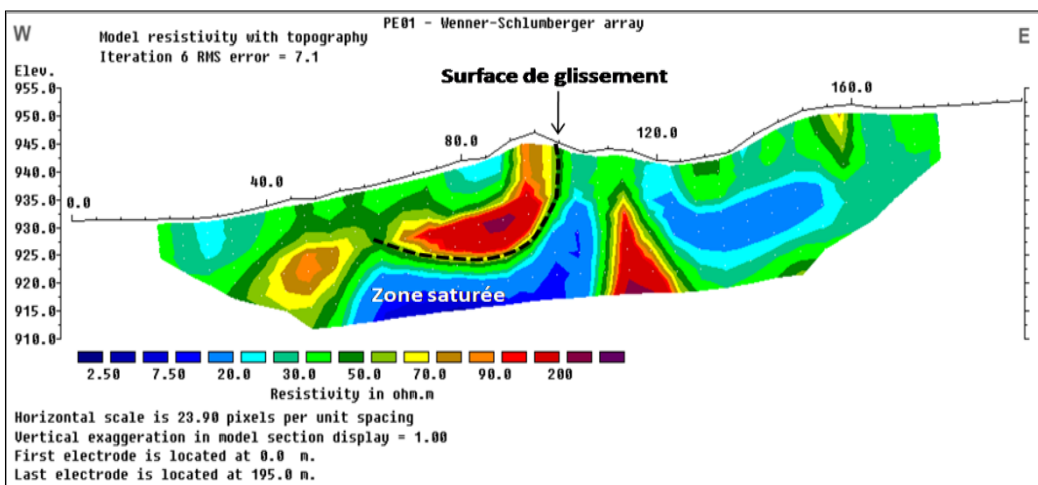 PE01 - Wenner-Schlumberger array
W
E
Model resistivity with topography
Iteration 6 RMS error = 7.1
Elev.
Surface de glissement
955.0
950.0
945.0
940.0
935.0
930.0
925.0
920.0
915.0
910.0
0.0
40.0
80.0
120.0
160.0
Zone saturée
2.50 7.50 20.0 30.0 50.0 70.0 90.0 200
Resistivity in ohm.m
Horizontal scale is 23.90 pixels per unit spacing
Vertical exaggeration in model section display = 1.00
First electrode is located at 0.0 m.
Last electrode is located at 195.0 m.